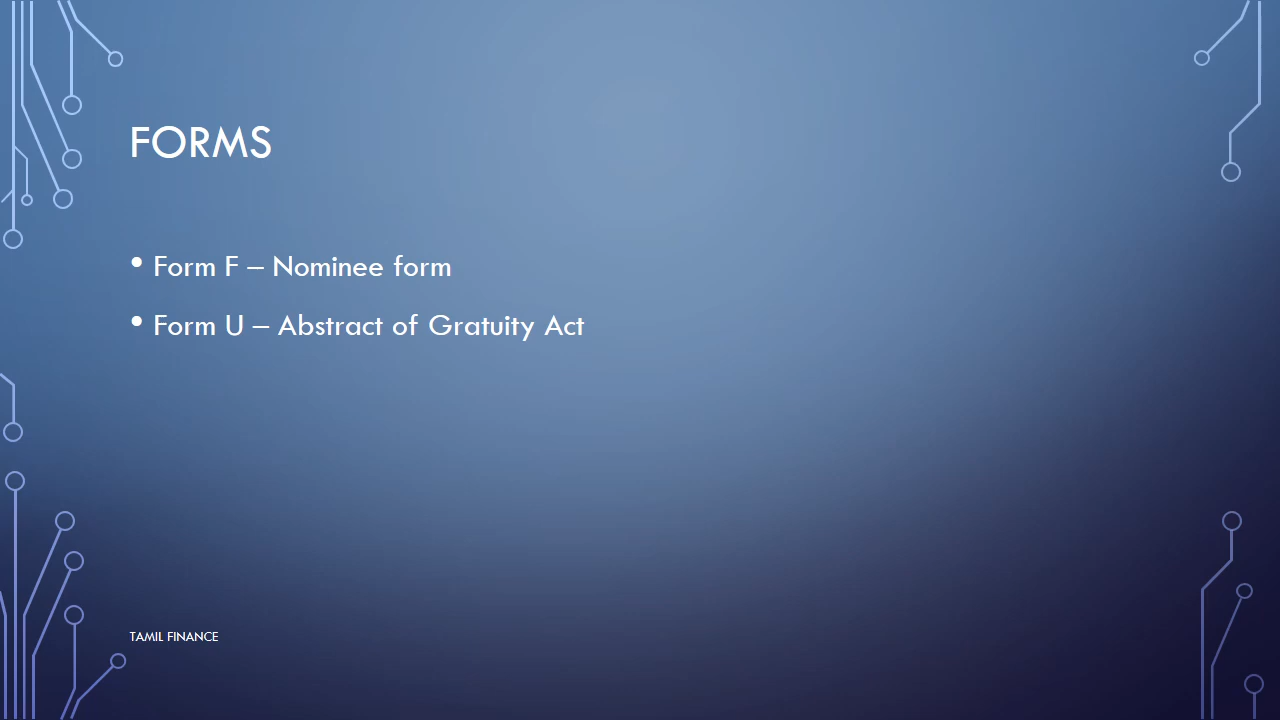 FORMS
• Form F – Nominee form
• Form U – Abstract of Gratuity Act
TAMIL FINANCE